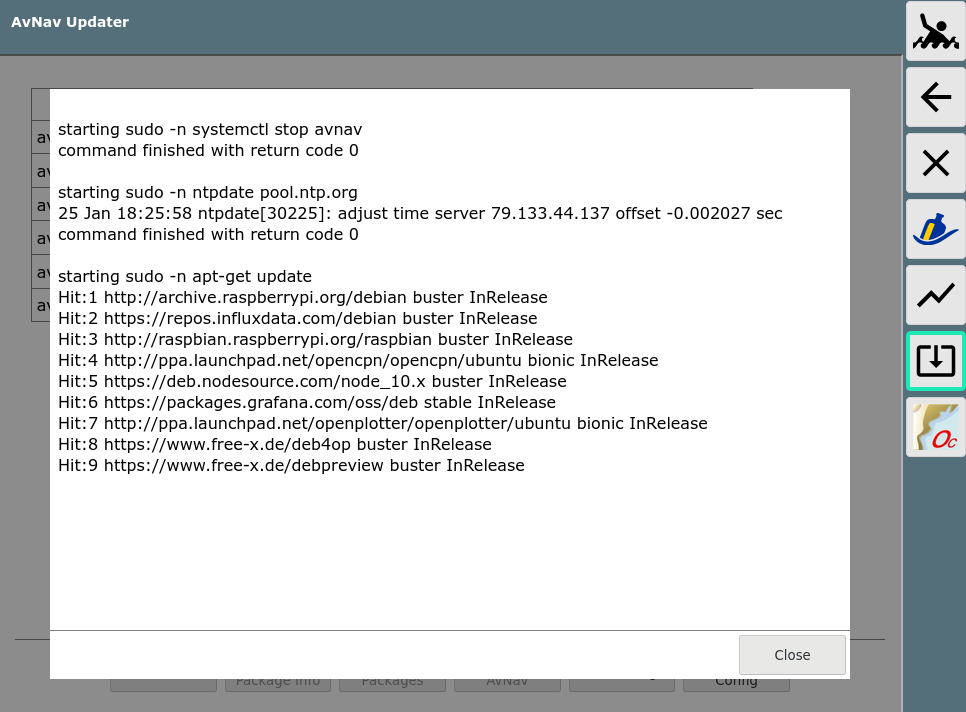 AvNav Updater
starting sudo -n systemctl stop avnav
command finished with return code 0
starting sudo -n ntpdate pool.ntp.org
25 Jan 18:25:58 ntpdate[30225]: adjust time server 79.133.44.137 offset -0.002027 sec
command finished with return code 0
starting sudo -n apt-get update
Hit:1 http://archive.raspberrypi.org/debian buster InRelease
Hit:2 https://repos.influxdata.com/debian buster InRelease
Hit:3 http://raspbian.raspberrypi.org/raspbian buster InRelease
Hit:4 http://ppa.launchpad.net/opencpn/opencpn/ubuntu bionic InRelease
Hit:5 https://deb.nodesource.com/node_10.x buster InRelease
Hit:6 https://packages.grafana.com/oss/deb stable InRelease
Hit:7 http://ppa.launchpad.net/openplotter/openplotter/ubuntu bionic InRelease
Hit:8 https://www.free-x.de/deb4op buster InRelease
Hit:9 https://www.free-x.de/debpreview buster InRelease
av
av
av
av
av
av
Close
Package Info
Packages
AvNav
Config
Oc